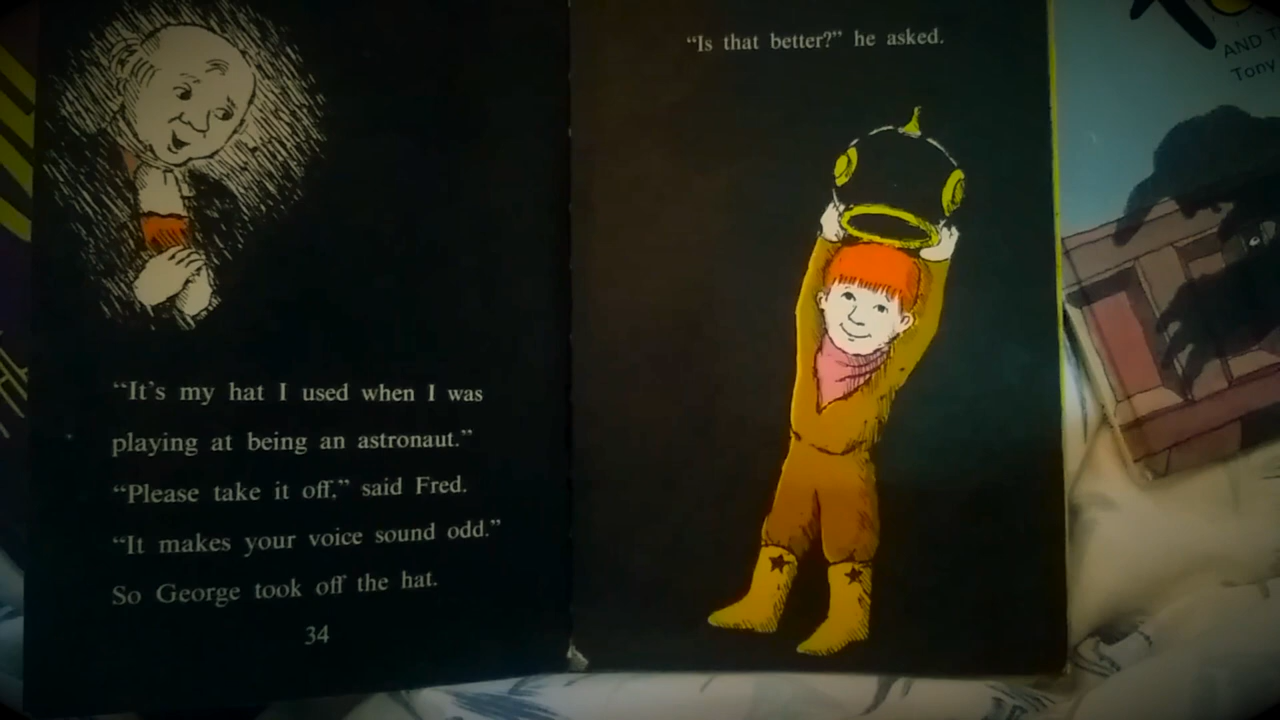 “It’s my hat I used when I was
playing at being an astronaut.”
“Please take it off,” said Fred.
“It makes your voice sound odd.”
So George took off the hat.
34
“Is that better?” he asked.
AND
Tony